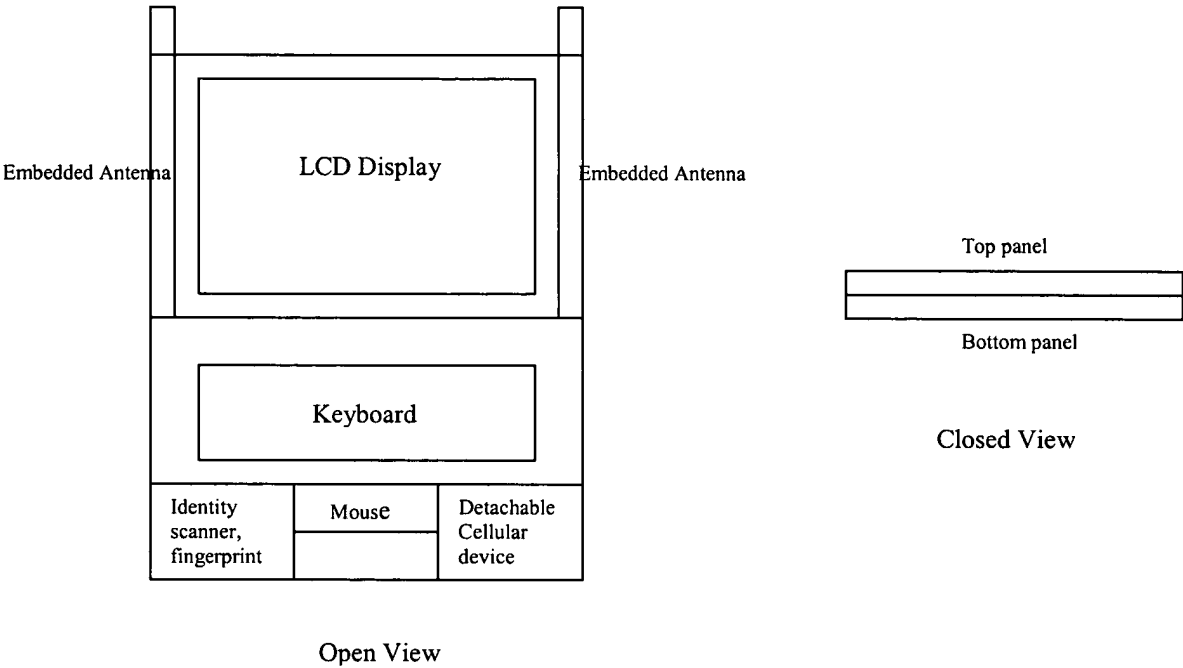 LCD Display
Embedded Antenna
Embedded Antenna
Keyboard
Identity
scanner,
fingerprint
Mouse
Detachable
Cellular
device
Open View
Top panel
Bottom panel
Closed View